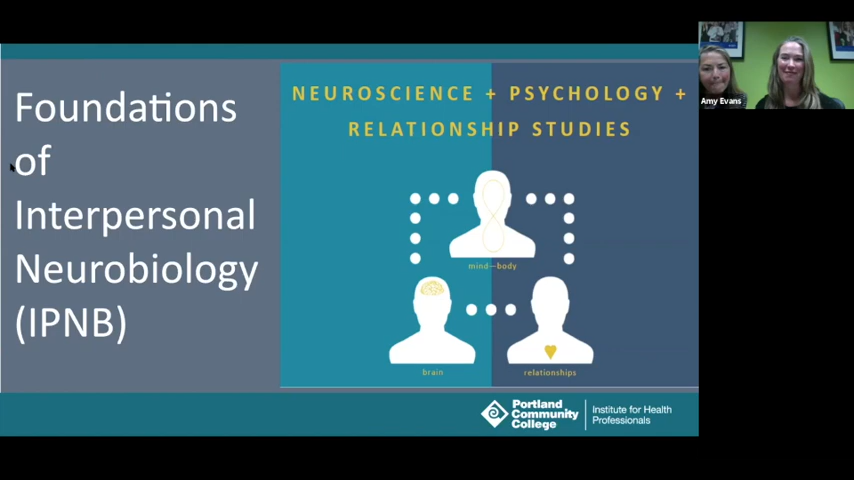 Foundations
of
Interpersonal
Neurobiology
(IPNB)
NEUROSCIENCE + PSYCHOLOGY +
RELATIONSHIP STUDIES
mind—body
brain
relationships
Portland
Community
College
Institute for Health
Professionals
Amy Evans